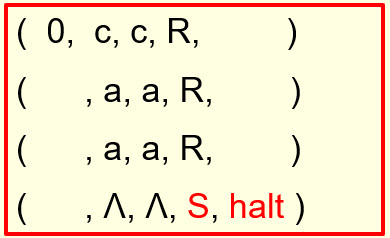 ( 0, c, c, R, )
( , a, a, R, )
( , a, a, R, )
( , Λ, Λ, S, halt )